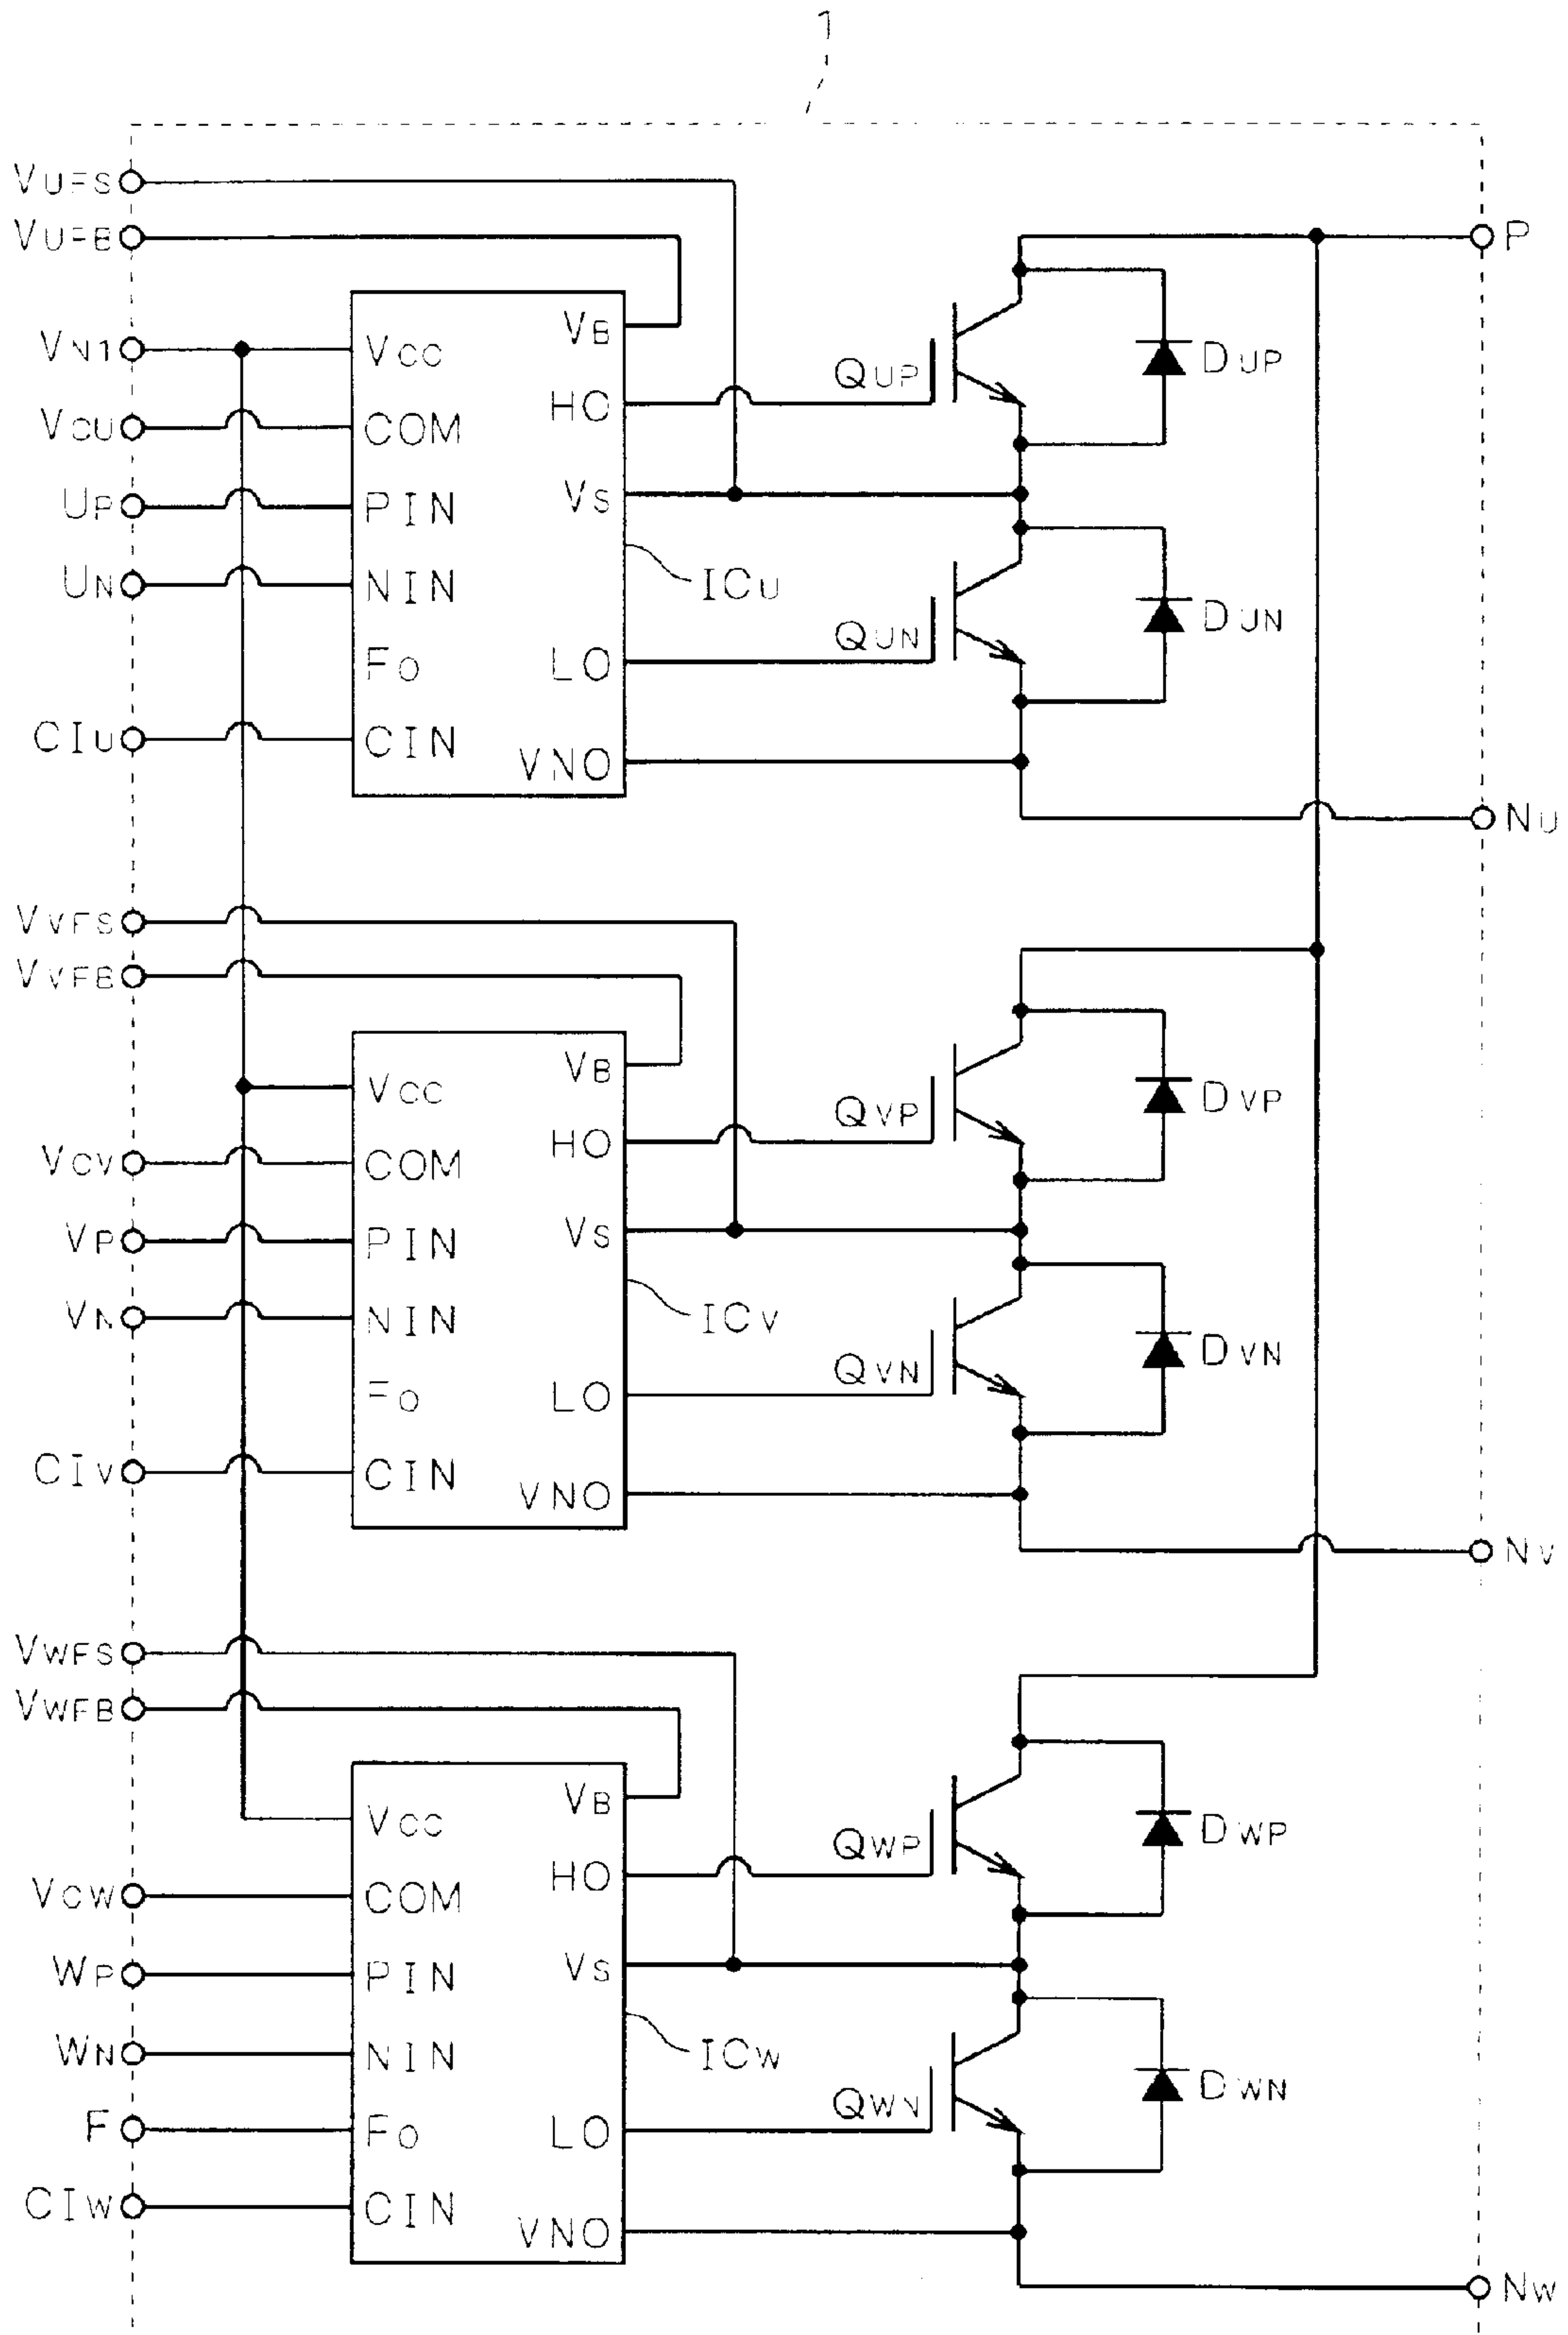 1
VUFS
VUFB
P
VN1
VCC
VB
QUP
DUP
VCU
COM
HO
UP
PIN
VS
UN
NIN
ICU
QUN
DUN
FO
LO
CIU
CIN
VNO
NU
VVFS
VVFB
VCC
VB
QVP
DVP
VCV
COM
HO
VP
PIN
VS
VN
NIN
ICV
QVN
DVN
FO
LO
CIV
CIN
VNO
NV
VWFS
VWFB
VCC
VB
QWP
DWP
VCW
COM
HO
WP
PIN
VS
WN
NIN
ICW
QWN
DWN
F
FO
LO
CIW
CIN
VNO
NW